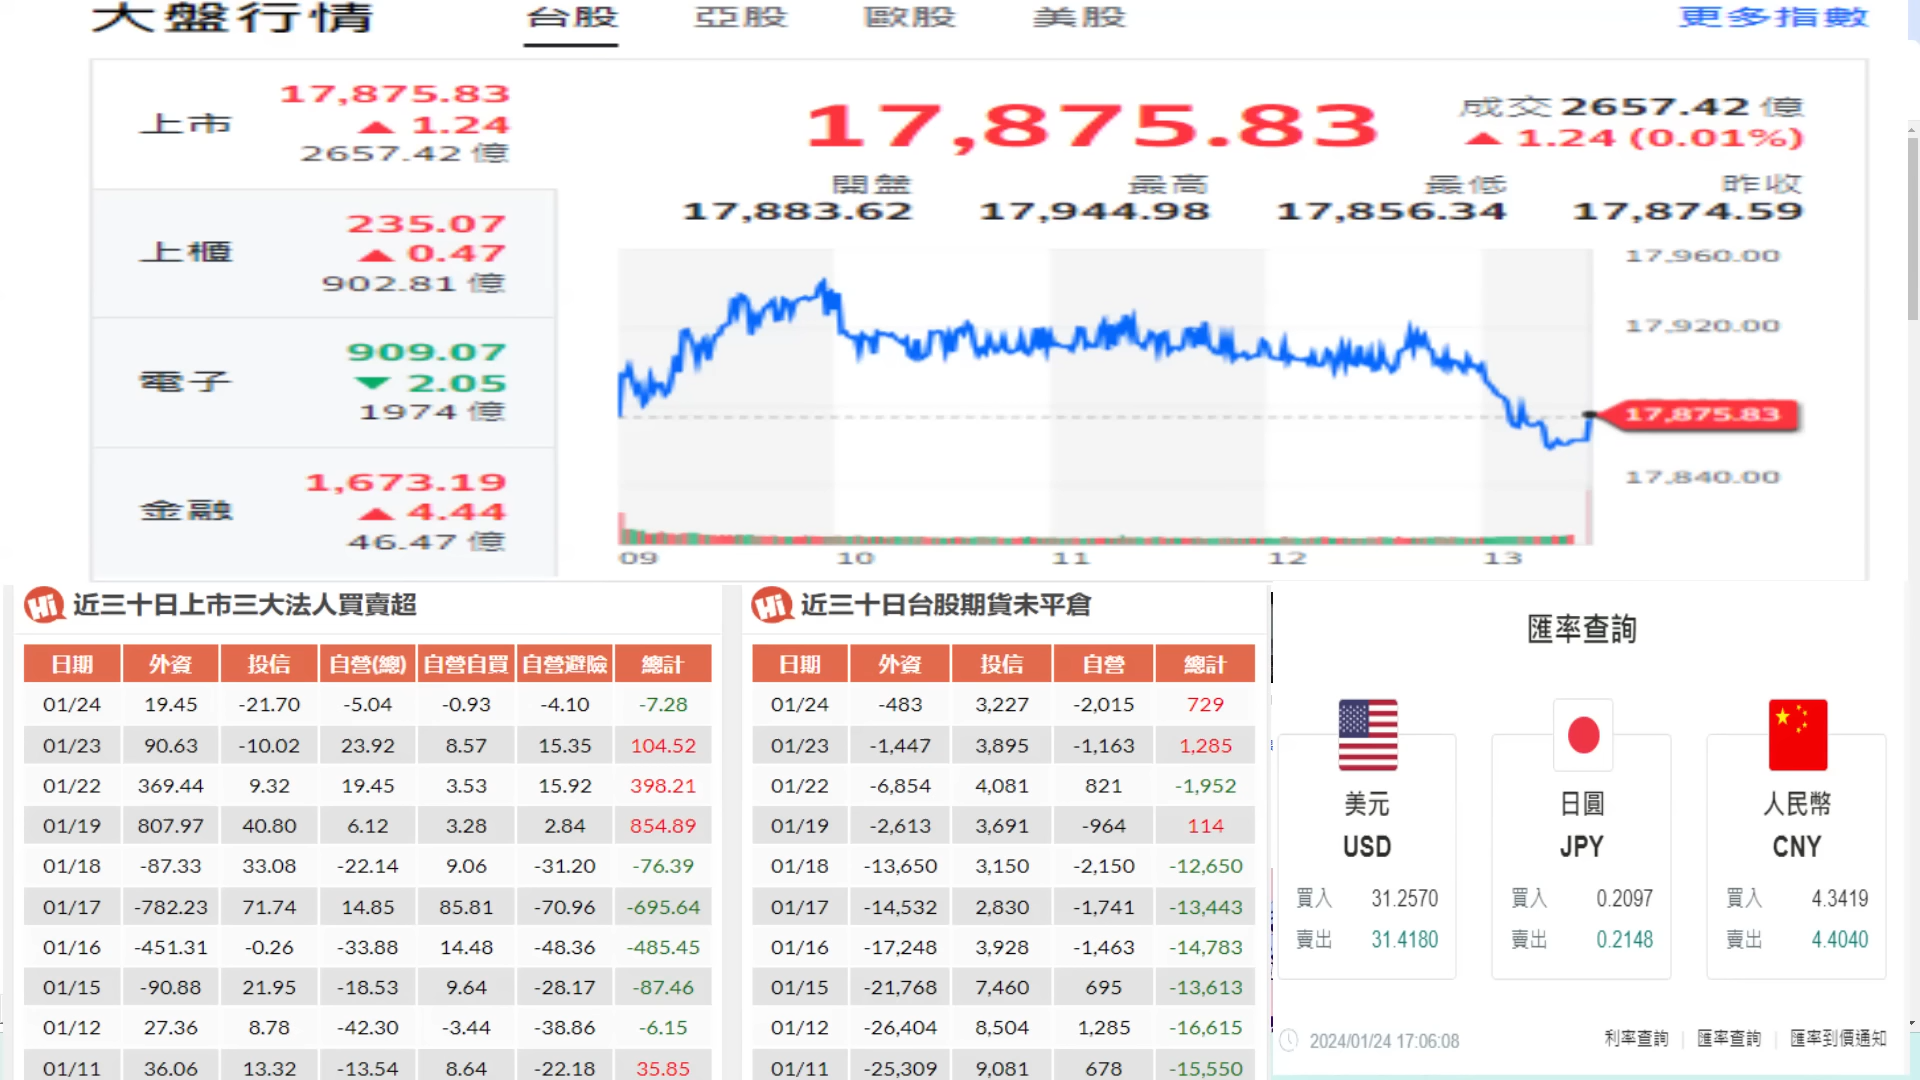 大盤行情 台股 亞股 歐股 美股 更多指數
上市 17,875.83
▲ 1.24
2657.42 億
上櫃 235.07
▲ 0.47
902.81 億
電子 909.07
▼ 2.05
1974 億
金融 1,673.19
▲ 4.44
46.47 億
17,875.83
成交 2657.42 億
▲ 1.24 (0.01%)
開盤 最高 最低 昨收
17,883.62 17,944.98 17,856.34 17,874.59
17,960.00
17,920.00
17,875.83
17,840.00
09 10 11 12 13
Hi 近三十日上市三大法人買賣超
日期 外資 投信 自營(總) 自營自買 自營避險 總計
01/24 19.45 -21.70 -5.04 -0.93 -4.10 -7.28
01/23 90.63 -10.02 23.92 8.57 15.35 104.52
01/22 369.44 9.32 19.45 3.53 15.92 398.21
01/19 807.97 40.80 6.12 3.28 2.84 854.89
01/18 -87.33 33.08 -22.14 9.06 -31.20 -76.39
01/17 -782.23 71.74 14.85 85.81 -70.96 -695.64
01/16 -451.31 -0.26 -33.88 14.48 -48.36 -485.45
01/15 -90.88 21.95 -18.53 9.64 -28.17 -87.46
01/12 27.36 8.78 -42.30 -3.44 -38.86 -6.15
01/11 36.06 13.32 -13.54 8.64 -22.18 35.85
Hi 近三十日台股期貨未平倉
日期 外資 投信 自營 總計
01/24 -483 3,227 -2,015 729
01/23 -1,447 3,895 -1,163 1,285
01/22 -6,854 4,081 821 -1,952
01/19 -2,613 3,691 -964 114
01/18 -13,650 3,150 -2,150 -12,650
01/17 -14,532 2,830 -1,741 -13,443
01/16 -17,248 3,928 -1,463 -14,783
01/15 -21,768 7,460 695 -13,613
01/12 -26,404 8,504 1,285 -16,615
01/11 -25,309 9,081 678 -15,550
匯率查詢
美元
USD
買入 31.2570
賣出 31.4180
日圓
JPY
買入 0.2097
賣出 0.2148
人民幣
CNY
買入 4.3419
賣出 4.4040
2024/01/24 17:06:08
利率查詢 | 匯率查詢 | 匯率到價通知